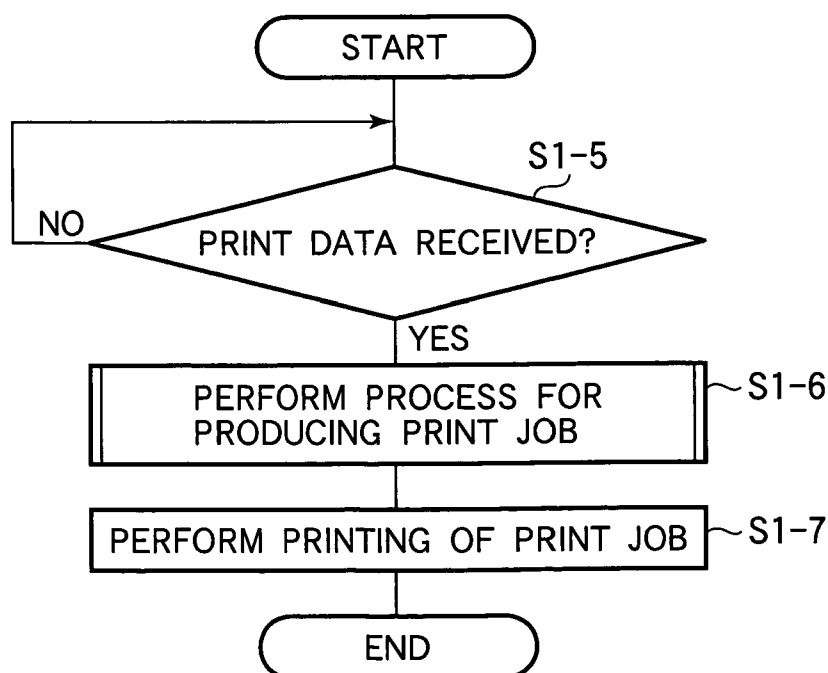 START
S1-5
NO
PRINT DATA RECEIVED?
YES
PERFORM PROCESS FOR
PRODUCING PRINT JOB
S1-6
PERFORM PRINTING OF PRINT JOB
S1-7
END